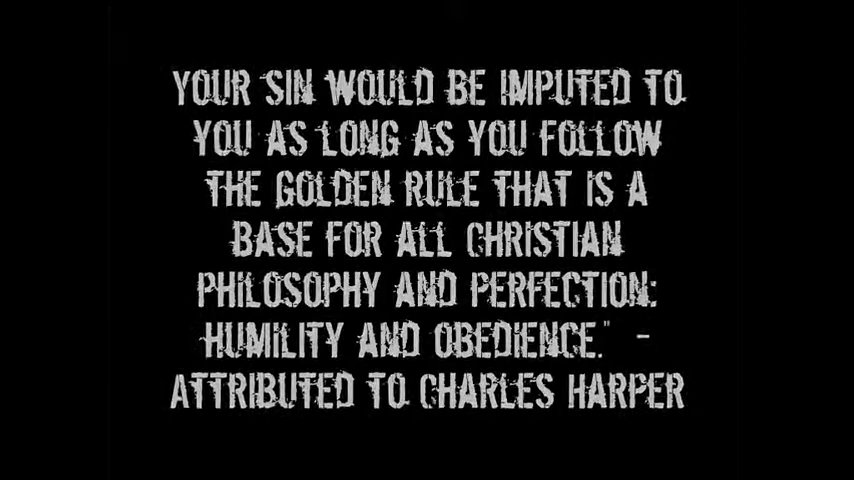 YOUR SIN WOULD BE IMPUTED TO
YOU AS LONG AS YOU FOLLOW
THE GOLDEN RULE THAT IS A
BASE FOR ALL CHRISTIAN
PHILOSOPHY AND PERFECTION:
HUMILITY AND OBEDIENCE." -
ATTRIBUTED TO CHARLES HARPER